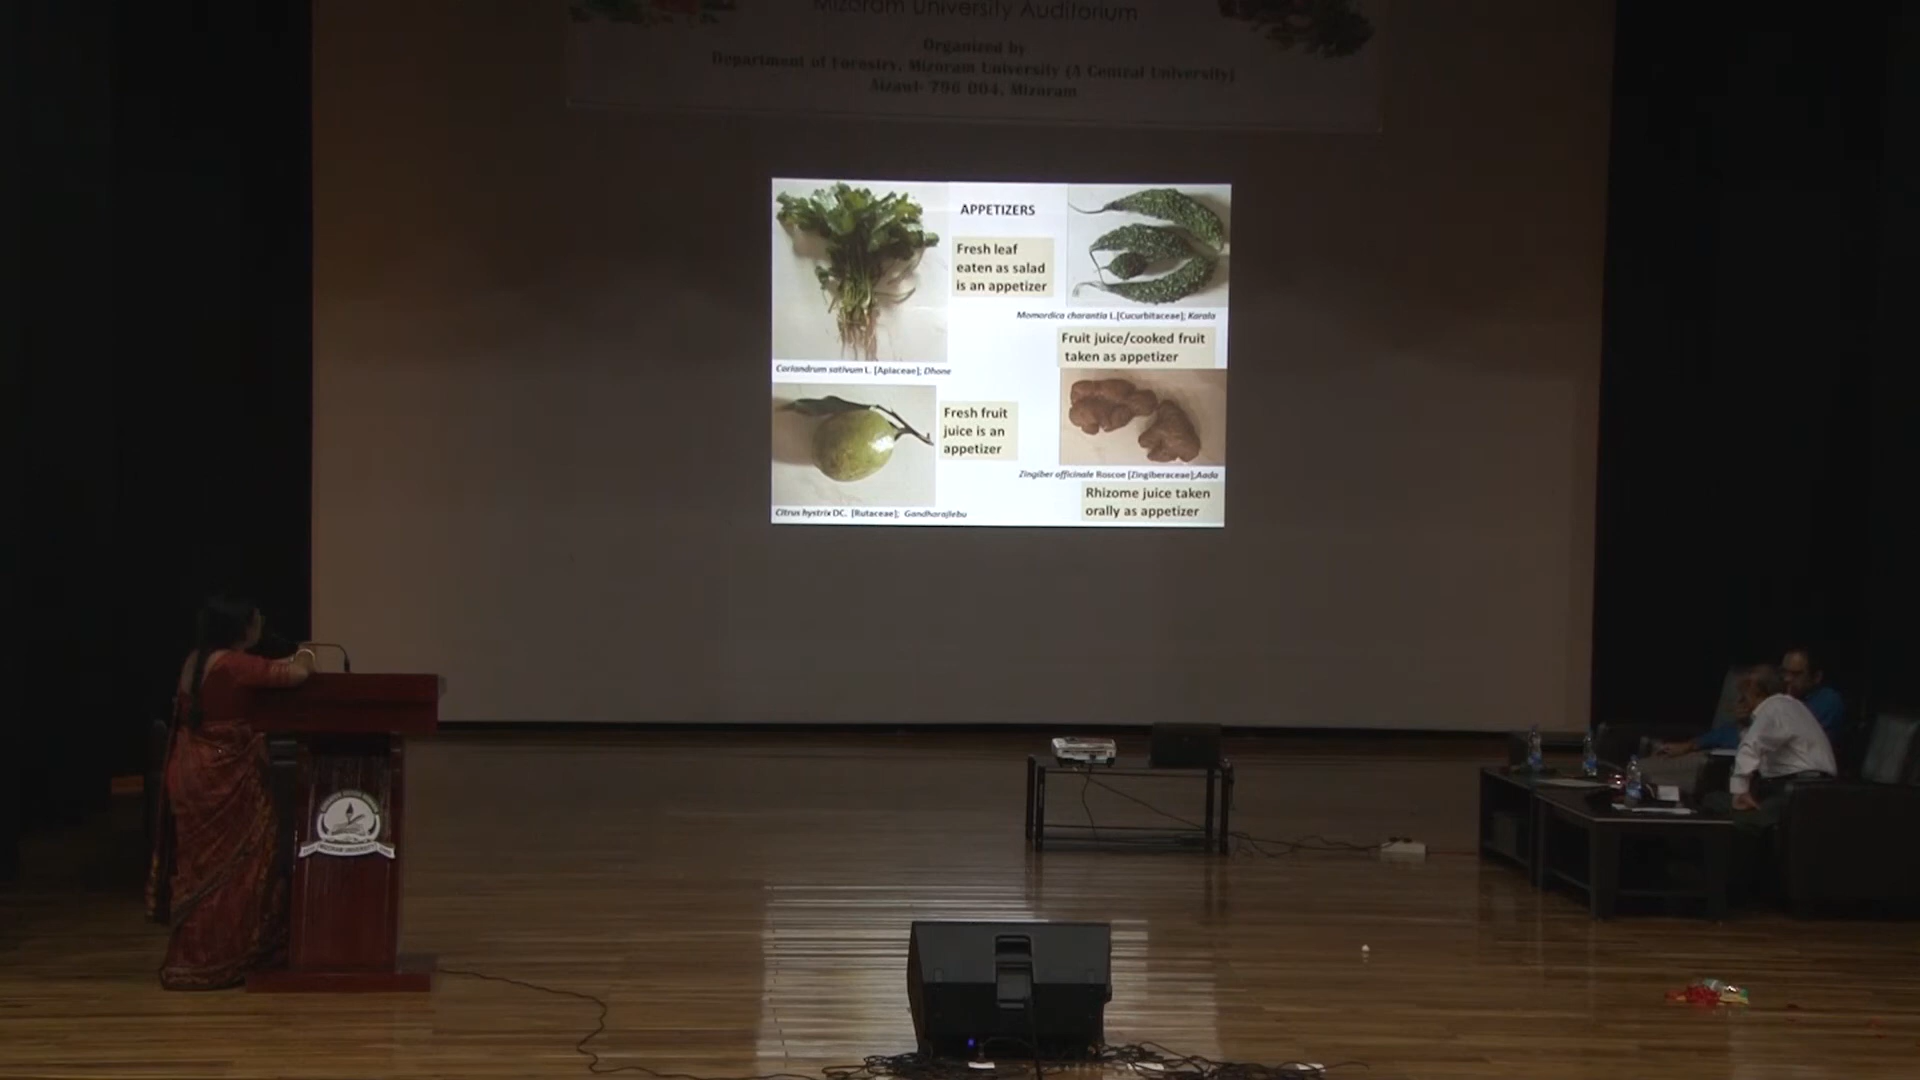 Mizoram University Auditorium
Organized by
Department of Forestry, Mizoram University (A Central University)
Aizawl- 796 004, Mizoram
APPETIZERS
Fresh leaf
eaten as salad
is an appetizer
Coriandrum sativum L. [Apiaceae]; Dhone
Momordica charantia L.[Cucurbitaceae]; Karala
Fruit juice/cooked fruit
taken as appetizer
Fresh fruit
juice is an
appetizer
Citrus hystrix DC. [Rutaceae]; Gandharajlebu
Zingiber officinale Roscoe [Zingiberaceae];Aada
Rhizome juice taken
orally as appetizer
MIZORAM UNIVERSITY